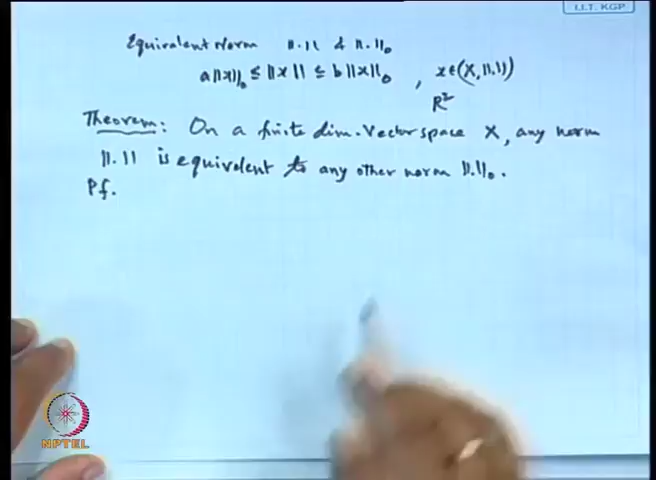 I.I.T. KGP
Equivalent Norm ||.|| & ||.||₀
a||x||₀ ≤ ||x|| ≤ b||x||₀ , x∈(X,||.||)
R²
Theorem: On a finite dim. Vector space X, any norm
||.|| is equivalent to any other norm ||.||₀.
Pf.
NPTEL